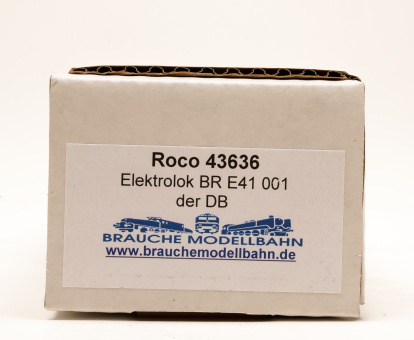 Roco 43636
Elektrolok BR E41 001
der DB
BRAUCHE MODELLBAHN
www.brauchemodellbahn.de